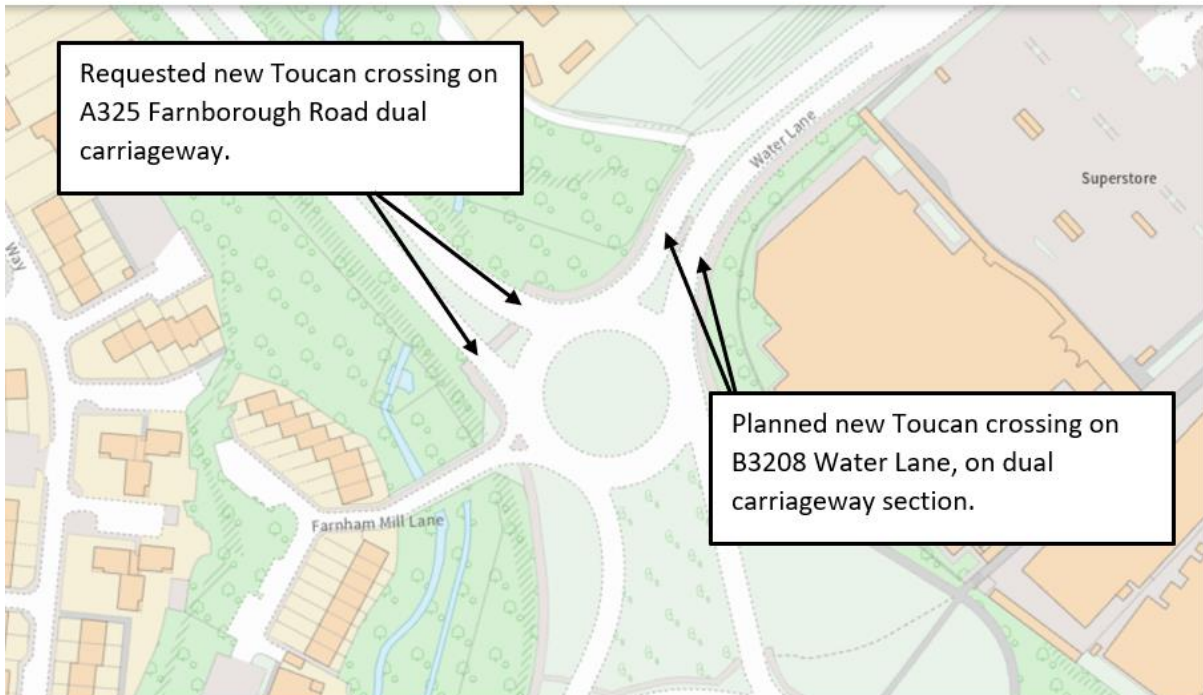 Requested new Toucan crossing on
A325 Farnborough Road dual
carriageway.
Water Lane
Superstore
Way
Planned new Toucan crossing on
B3208 Water Lane, on dual
carriageway section.
Farnham Mill Lane